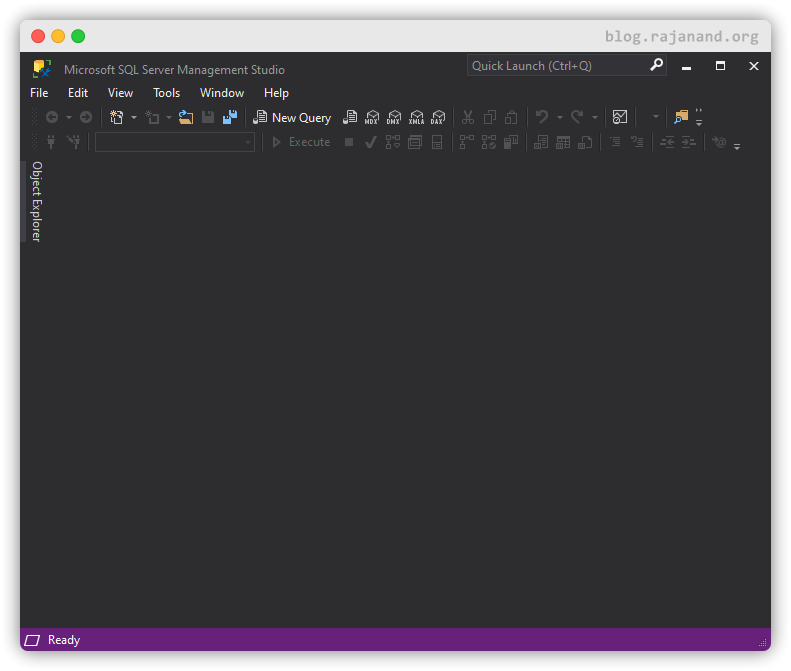 blog.rajanand.org
Microsoft SQL Server Management Studio
Quick Launch (Ctrl+Q)
File Edit View Tools Window Help
New Query MDX DMX XMLA DAX
Execute
Object Explorer
Ready